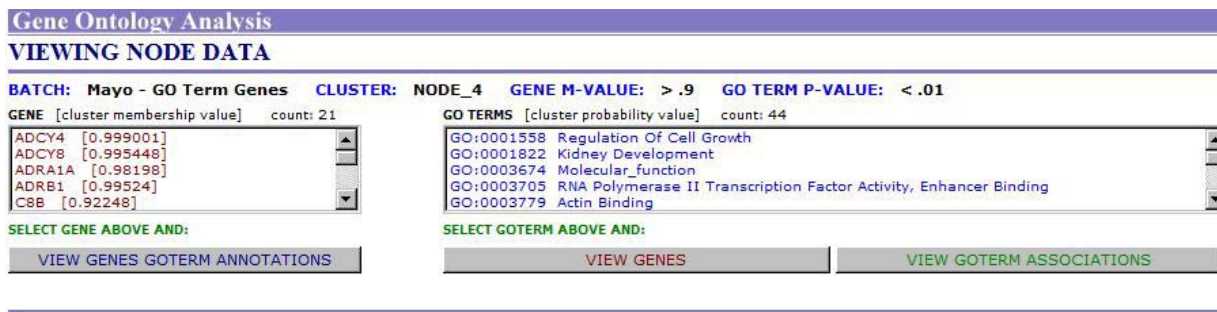 Gene Ontology Analysis
VIEWING NODE DATA
BATCH: Mayo - GO Term Genes CLUSTER: NODE_4 GENE M-VALUE: > .9 GO TERM P-VALUE: < .01
GENE [cluster membership value] count: 21
ADCY4 [0.999001]
ADCY8 [0.995448]
ADRA1A [0.98198]
ADRB1 [0.99524]
C8B [0.92248]
SELECT GENE ABOVE AND:
VIEW GENES GOTERM ANNOTATIONS
GO TERMS [cluster probability value] count: 44
GO:0001558 Regulation Of Cell Growth
GO:0001822 Kidney Development
GO:0003674 Molecular_function
GO:0003705 RNA Polymerase II Transcription Factor Activity, Enhancer Binding
GO:0003779 Actin Binding
SELECT GOTERM ABOVE AND:
VIEW GENES
VIEW GOTERM ASSOCIATIONS